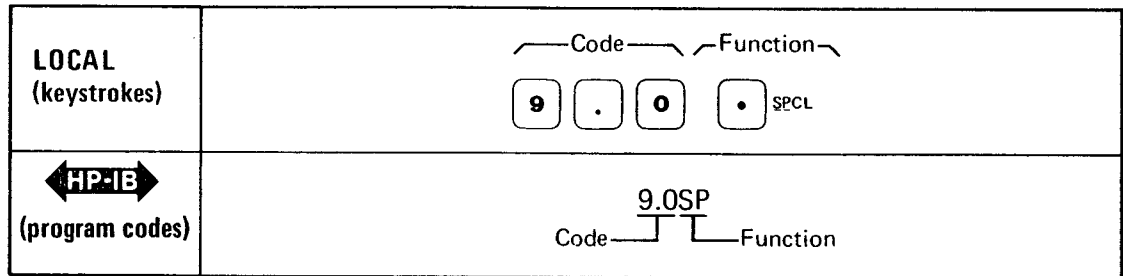 LOCAL
(keystrokes)
Code Function
9 . 0 • SPCL
HP-IB
(program codes)
9.0SP
Code Function